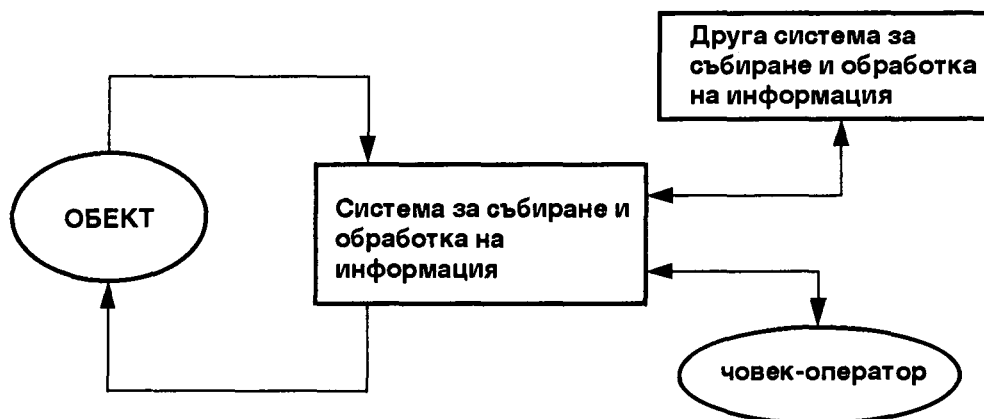 Друга система за
събиране и обработка
на информация
ОБЕКТ
Система за събиране и
обработка на
информация
човек-оператор